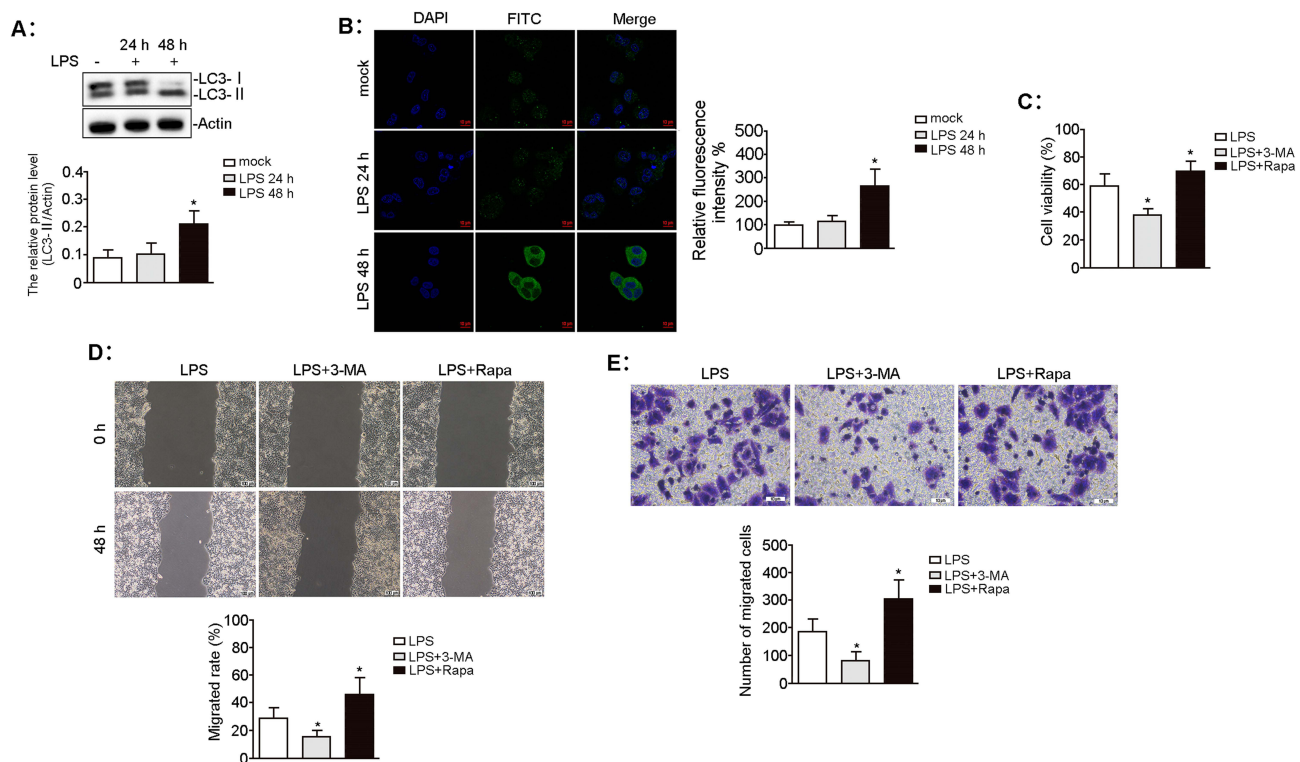 A:
24 h 48 h
LPS - + +
-LC3-Ⅰ
-LC3-Ⅱ
-Actin
mock
LPS 24 h
LPS 48 h
The relative protein level
(LC3-Ⅱ/Actin)
0.4
0.3
0.2
0.1
0
*
B:
DAPI FITC Merge
mock
LPS 24 h
LPS 48 h
mock
LPS 24 h
LPS 48 h
Relative fluorescence
intensity %
500
400
300
200
100
0
*
C:
LPS
LPS+3-MA
LPS+Rapa
Cell viability (%)
100
80
60
40
20
0
*
*
D:
LPS LPS+3-MA LPS+Rapa
0 h
48 h
LPS
LPS+3-MA
LPS+Rapa
Migrated rate (%)
100
80
60
40
20
0
*
*
E:
LPS LPS+3-MA LPS+Rapa
LPS
LPS+3-MA
LPS+Rapa
Number of migrated cells
500
400
300
200
100
0
*
*